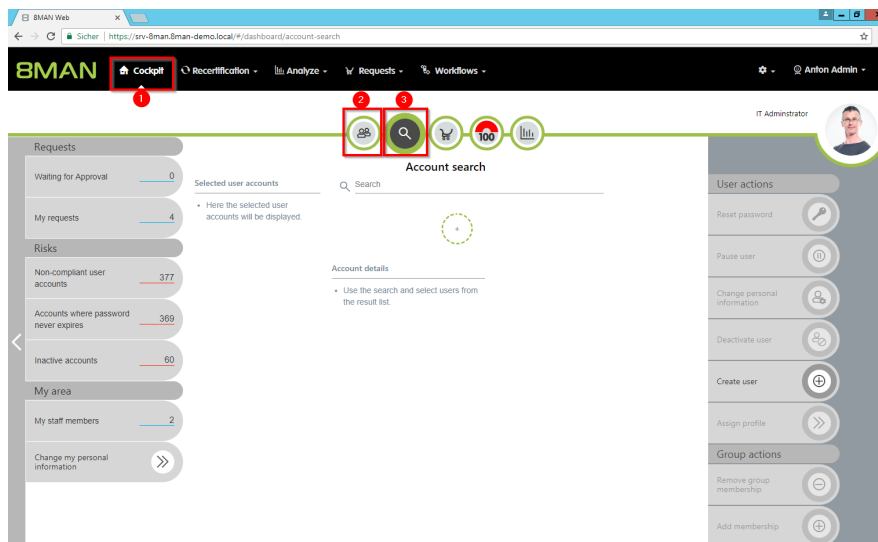 8MAN Web
Sicher | https://srv-8man.8man-demo.local/#/dashboard/account-search
8MAN Cockpit Recertification Analyze Requests Workflows Anton Admin
1
2 3
100
IT Adminstrator
Requests
Waiting for Approval 0
My requests 4
Risks
Non-compliant user
accounts 377
Accounts where password
never expires 369
Inactive accounts 60
My area
My staff members 2
Change my personal
information
Account search
Selected user accounts
Search
Here the selected user
accounts will be displayed.
Account details
Use the search and select users from
the result list.
User actions
Reset password
Pause user
Change personal
information
Deactivate user
Create user
Assign profile
Group actions
Remove group
membership
Add membership